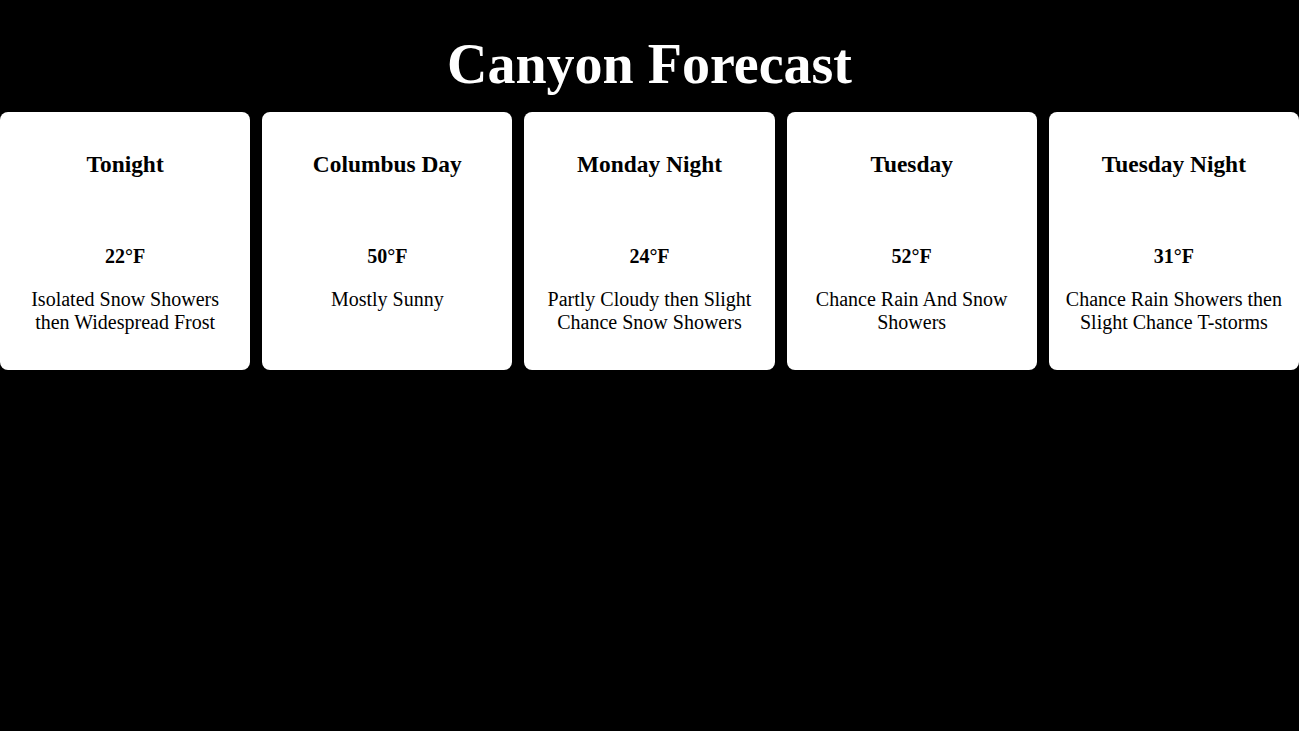 Canyon Forecast
Tonight
22°F
Isolated Snow Showers
then Widespread Frost
Columbus Day
50°F
Mostly Sunny
Monday Night
24°F
Partly Cloudy then Slight
Chance Snow Showers
Tuesday
52°F
Chance Rain And Snow
Showers
Tuesday Night
31°F
Chance Rain Showers then
Slight Chance T-storms